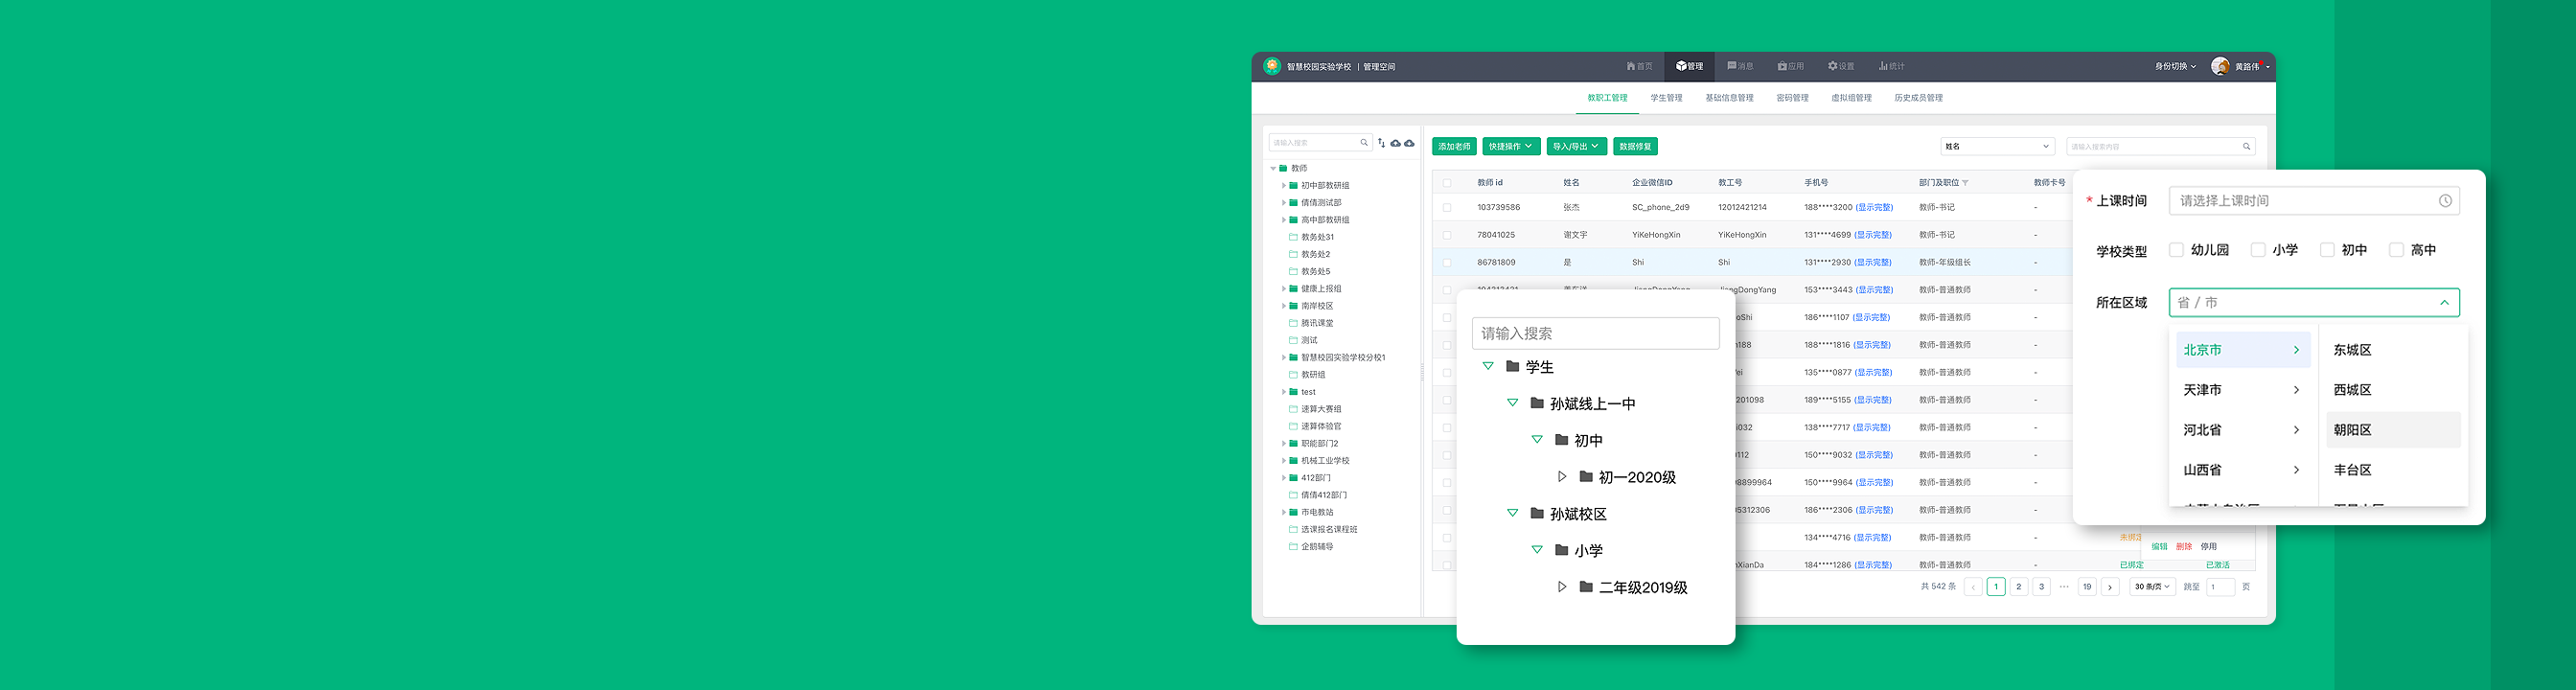 智慧校园实验学校 | 管理空间
首页 管理 消息 应用 设置 统计
身份切换 黄路伟
教职工管理 学生管理 基础信息管理 密码管理 虚拟组管理 历史成员管理
请输入搜索
教师
初中部教研组
倩倩测试部
高中部教研组
教务处31
教务处2
教务处5
健康上报组
南岸校区
腾讯课堂
测试
智慧校园实验学校分校1
教研组
test
速算大赛组
速算体验官
职能部门2
机械工业学校
412部门
倩倩412部门
市电教站
选课报名课程班
企鹅辅导
添加老师 快捷操作 导入/导出 数据修复
姓名 请输入搜索内容
教师 id 姓名 企业微信ID 教工号 手机号 部门及职位 教师卡号
103739586 张杰 SC_phone_2d9 12012421214 188****3200 (显示完整) 教师-书记 -
78041025 谢文宇 YiKeHongXin YiKeHongXin 131****4699 (显示完整) 教师-书记 -
86781809 是 Shi Shi 131****2930 (显示完整) 教师-年级组长 -
JiangDongYang 153****3443 (显示完整) 教师-普通教师 -
oShi 186****1107 (显示完整) 教师-普通教师 -
188 188****1816 (显示完整) 教师-普通教师 -
ei 135****0877 (显示完整) 教师-普通教师 -
201098 189****5155 (显示完整) 教师-普通教师 -
6032 138****7717 (显示完整) 教师-普通教师 -
112 150****9032 (显示完整) 教师-普通教师 -
8899964 150****9964 (显示完整) 教师-普通教师 -
5312306 186****2306 (显示完整) 教师-普通教师 -
134****4716 (显示完整) 教师-普通教师 - 未绑定
编辑 删除 停用
XianDa 184****1286 (显示完整) 教师-普通教师 - 已绑定 已激活
共 542 条 1 2 3 ··· 19 30 条/页 跳至 1 页
请输入搜索
学生
孙斌线上一中
初中
初一2020级
孙斌校区
小学
二年级2019级
* 上课时间 请选择上课时间
学校类型 幼儿园 小学 初中 高中
所在区域 省 / 市
北京市 东城区
天津市 西城区
河北省 朝阳区
山西省 丰台区